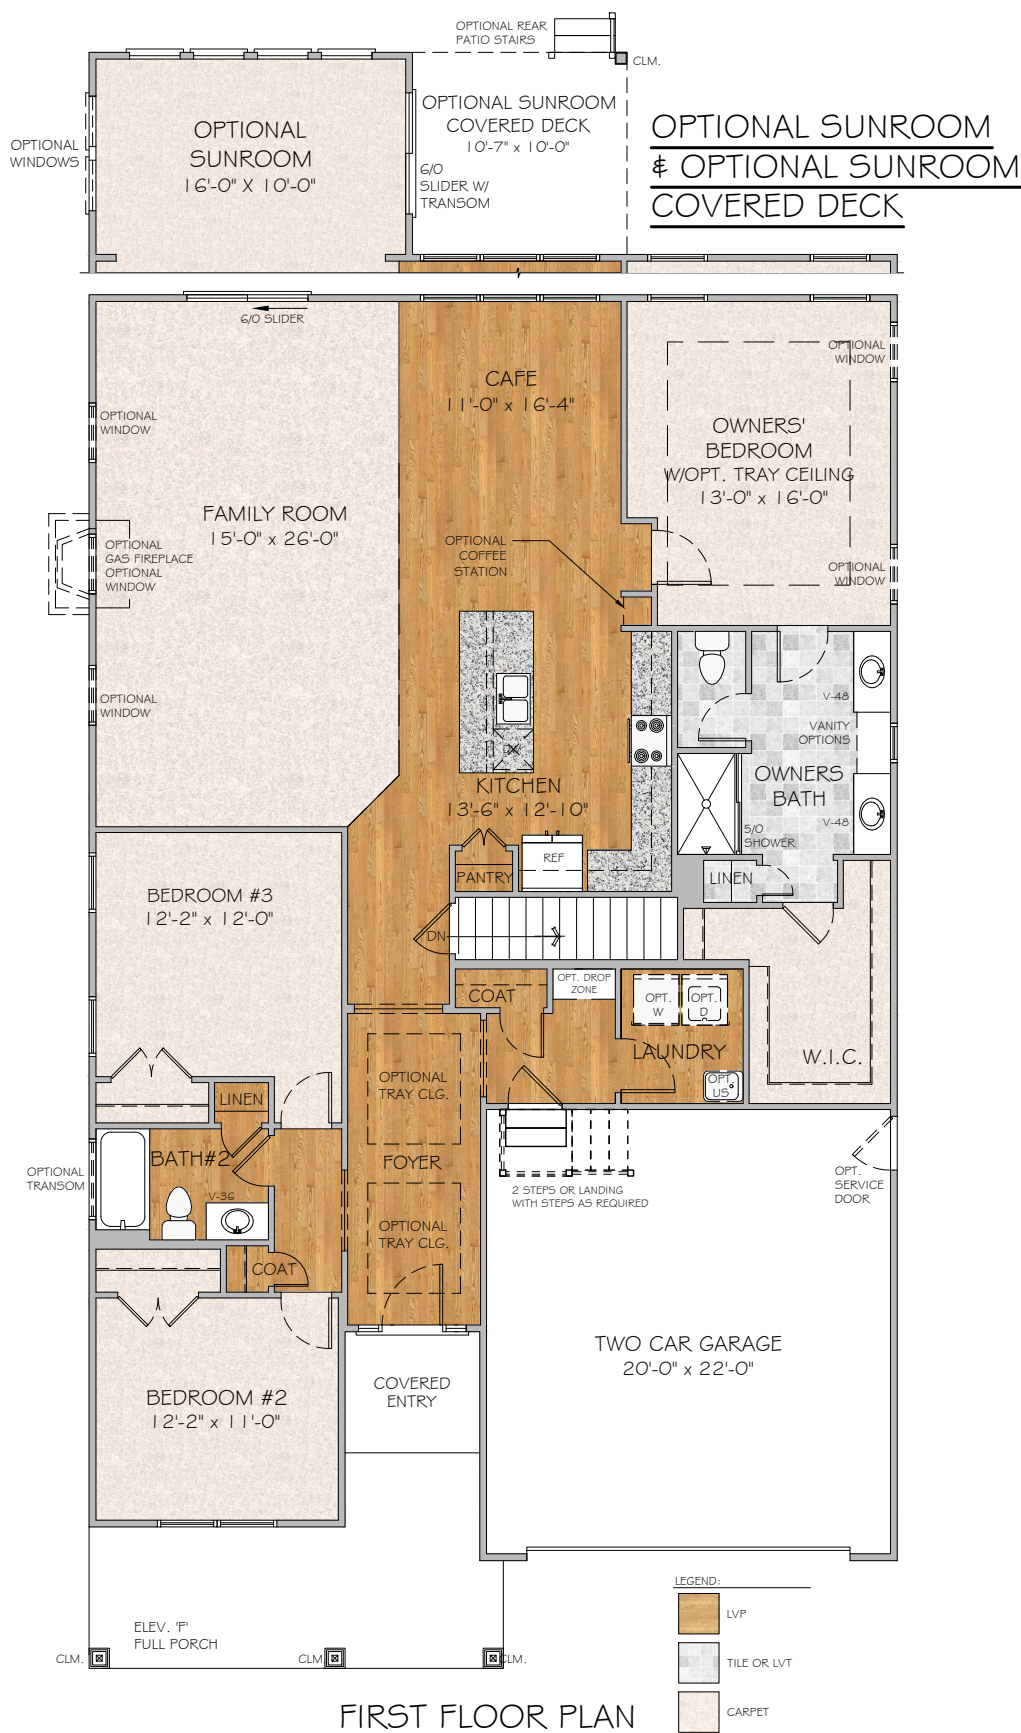 OPTIONAL REAR
PATIO STAIRS
CLM.
OPTIONAL SUNROOM
COVERED DECK
10'-7" x 10'-0"
OPTIONAL SUNROOM
& OPTIONAL SUNROOM
COVERED DECK
OPTIONAL
WINDOWS
OPTIONAL
SUNROOM
16'-0" X 10'-0"
6/0
SLIDER W/
TRANSOM
6/0 SLIDER
OPTIONAL
WINDOW
CAFE
11'-0" x 16'-4"
OPTIONAL
WINDOW
OWNERS'
BEDROOM
W/OPT. TRAY CEILING
13'-0" x 16'-0"
FAMILY ROOM
15'-0" x 26'-0"
OPTIONAL
GAS FIREPLACE
OPTIONAL
WINDOW
OPTIONAL
COFFEE
STATION
OPTIONAL
WINDOW
OPTIONAL
WINDOW
V-48
VANITY
OPTIONS
OWNERS
BATH
V-48
5/0
SHOWER
DW
KITCHEN
13'-6" x 12'-10"
REF
PANTRY
LINEN
BEDROOM #3
12'-2" x 12'-0"
DN
COAT
OPT. DROP
ZONE
OPT.
W
OPT.
D
LAUNDRY
OPT.
US
W.I.C.
OPTIONAL
TRAY CLG.
LINEN
BATH#2
V-36
OPTIONAL
TRANSOM
FOYER
OPTIONAL
TRAY CLG.
2 STEPS OR LANDING
WITH STEPS AS REQUIRED
OPT.
SERVICE
DOOR
COAT
TWO CAR GARAGE
20'-0" x 22'-0"
COVERED
ENTRY
BEDROOM #2
12'-2" x 11'-0"
ELEV. 'F'
FULL PORCH
CLM.
CLM.
CLM.
LEGEND:
LVP
TILE OR LVT
CARPET
FIRST FLOOR PLAN